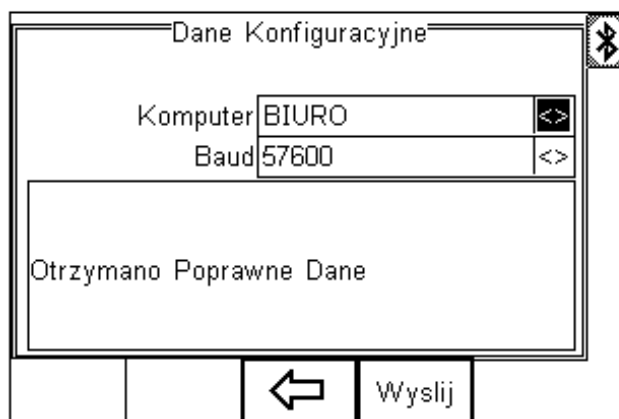 Dane Konfiguracyjne
Komputer BIURO <>
Baud 57600 <>
Otrzymano Poprawne Dane
Wyslij